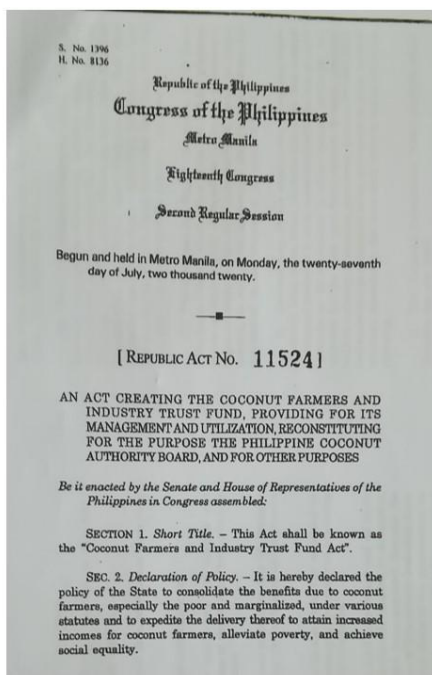 S. No. 1396
H. No. 8136
Republic of the Philippines
Congress of the Philippines
Metro Manila
Eighteenth Congress
Second Regular Session
Begun and held in Metro Manila, on Monday, the twenty-seventh
day of July, two thousand twenty.
[ REPUBLIC ACT NO. 11524 ]
AN ACT CREATING THE COCONUT FARMERS AND
INDUSTRY TRUST FUND, PROVIDING FOR ITS
MANAGEMENT AND UTILIZATION, RECONSTITUTING
FOR THE PURPOSE THE PHILIPPINE COCONUT
AUTHORITY BOARD, AND FOR OTHER PURPOSES
Be it enacted by the Senate and House of Representatives of the
Philippines in Congress assembled:
SECTION 1. Short Title. – This Act shall be known as
the “Coconut Farmers and Industry Trust Fund Act”.
SEC. 2. Declaration of Policy. – It is hereby declared the
policy of the State to consolidate the benefits due to coconut
farmers, especially the poor and marginalized, under various
statutes and to expedite the delivery thereof to attain increased
incomes for coconut farmers, alleviate poverty, and achieve
social equality.